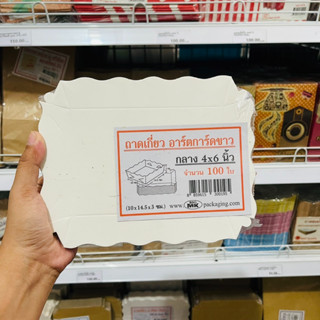 ถาดเกี่ยว อาร์ตการ์ดขาว
กลาง 4x6 นิ้ว
จำนวน 100 ใบ
(10 x 14.5 x 3 ซม.) www.MKpackaging.com